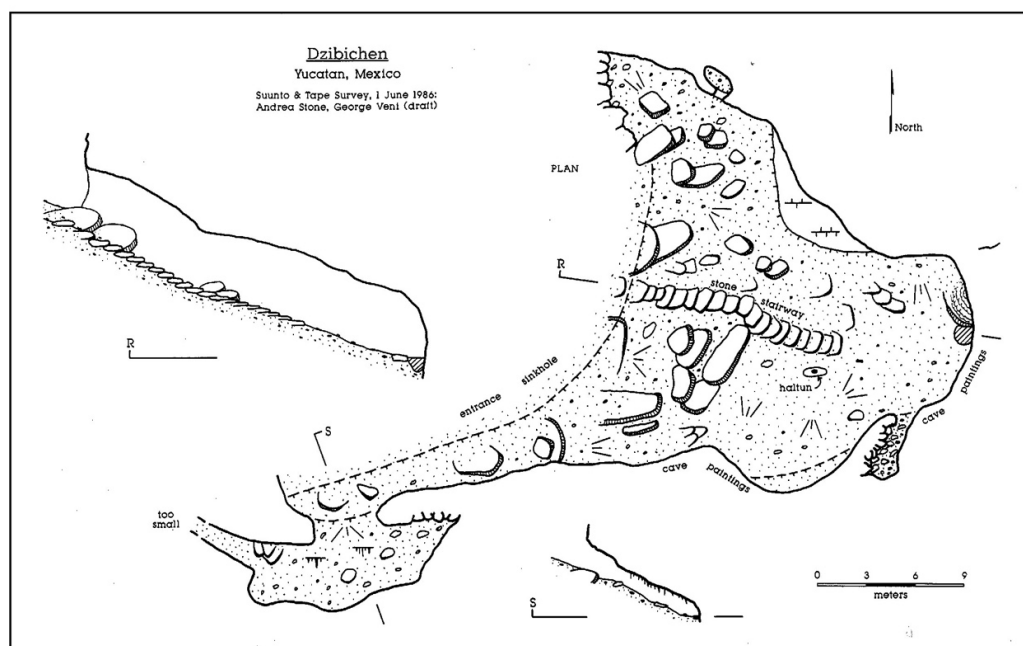 Dzibichen
Yucatan, Mexico
Suunto & Tape Survey, 1 June 1986:
Andrea Stone, George Veni (draft)
North
PLAN
R
stone
stairway
R
haltun
cave paintings
entrance sinkhole
S
cave paintings
too
small
S
0 3 6 9
meters